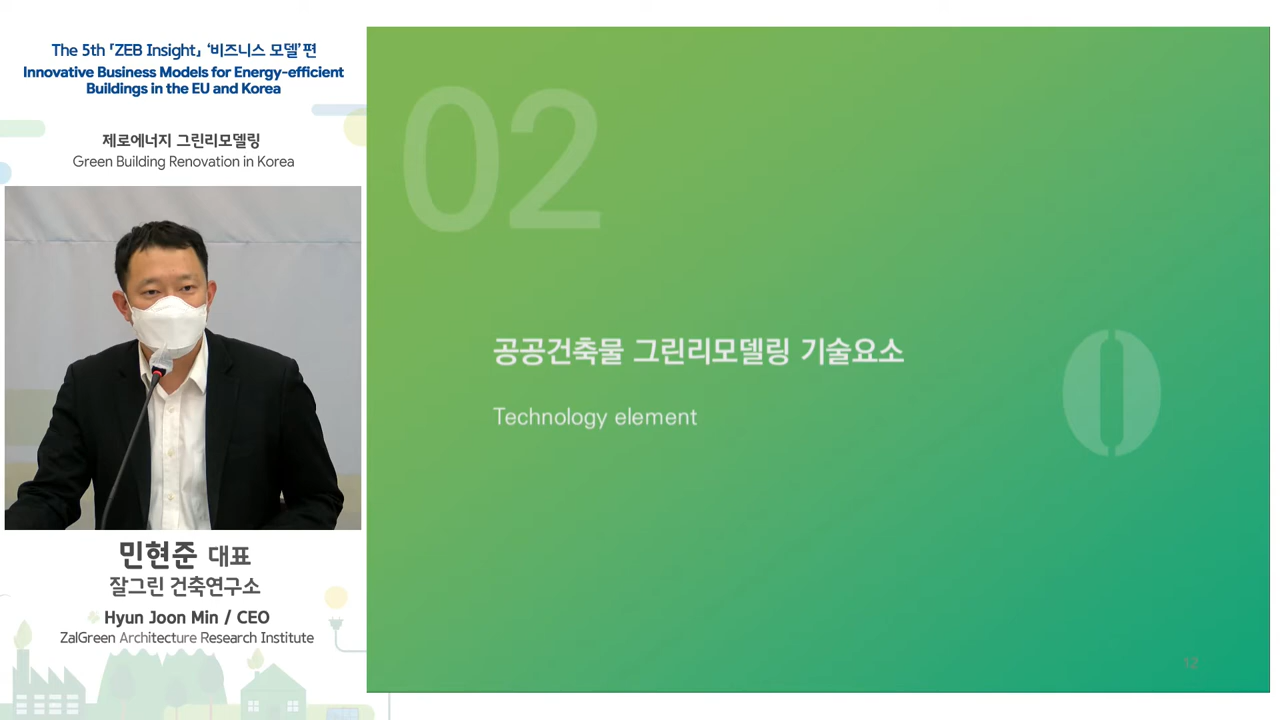 The 5th 「ZEB Insight」 ‘비즈니스 모델’편
Innovative Business Models for Energy-efficient
Buildings in the EU and Korea
제로에너지 그린리모델링
Green Building Renovation in Korea
민현준 대표
잘그린 건축연구소
Hyun Joon Min / CEO
ZalGreen Architecture Research Institute
02
공공건축물 그린리모델링 기술요소
Technology element
0
12